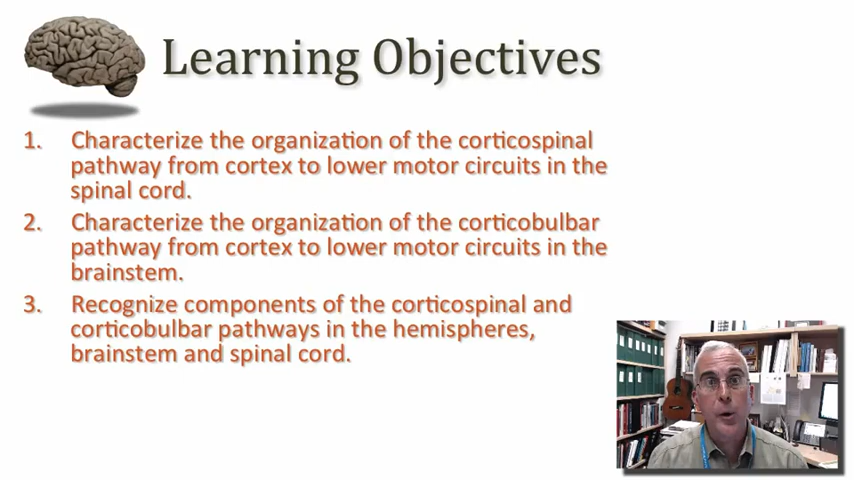 Learning Objectives
1. Characterize the organization of the corticospinal
pathway from cortex to lower motor circuits in the
spinal cord.
2. Characterize the organization of the corticobulbar
pathway from cortex to lower motor circuits in the
brainstem.
3. Recognize components of the corticospinal and
corticobulbar pathways in the hemispheres,
brainstem and spinal cord.